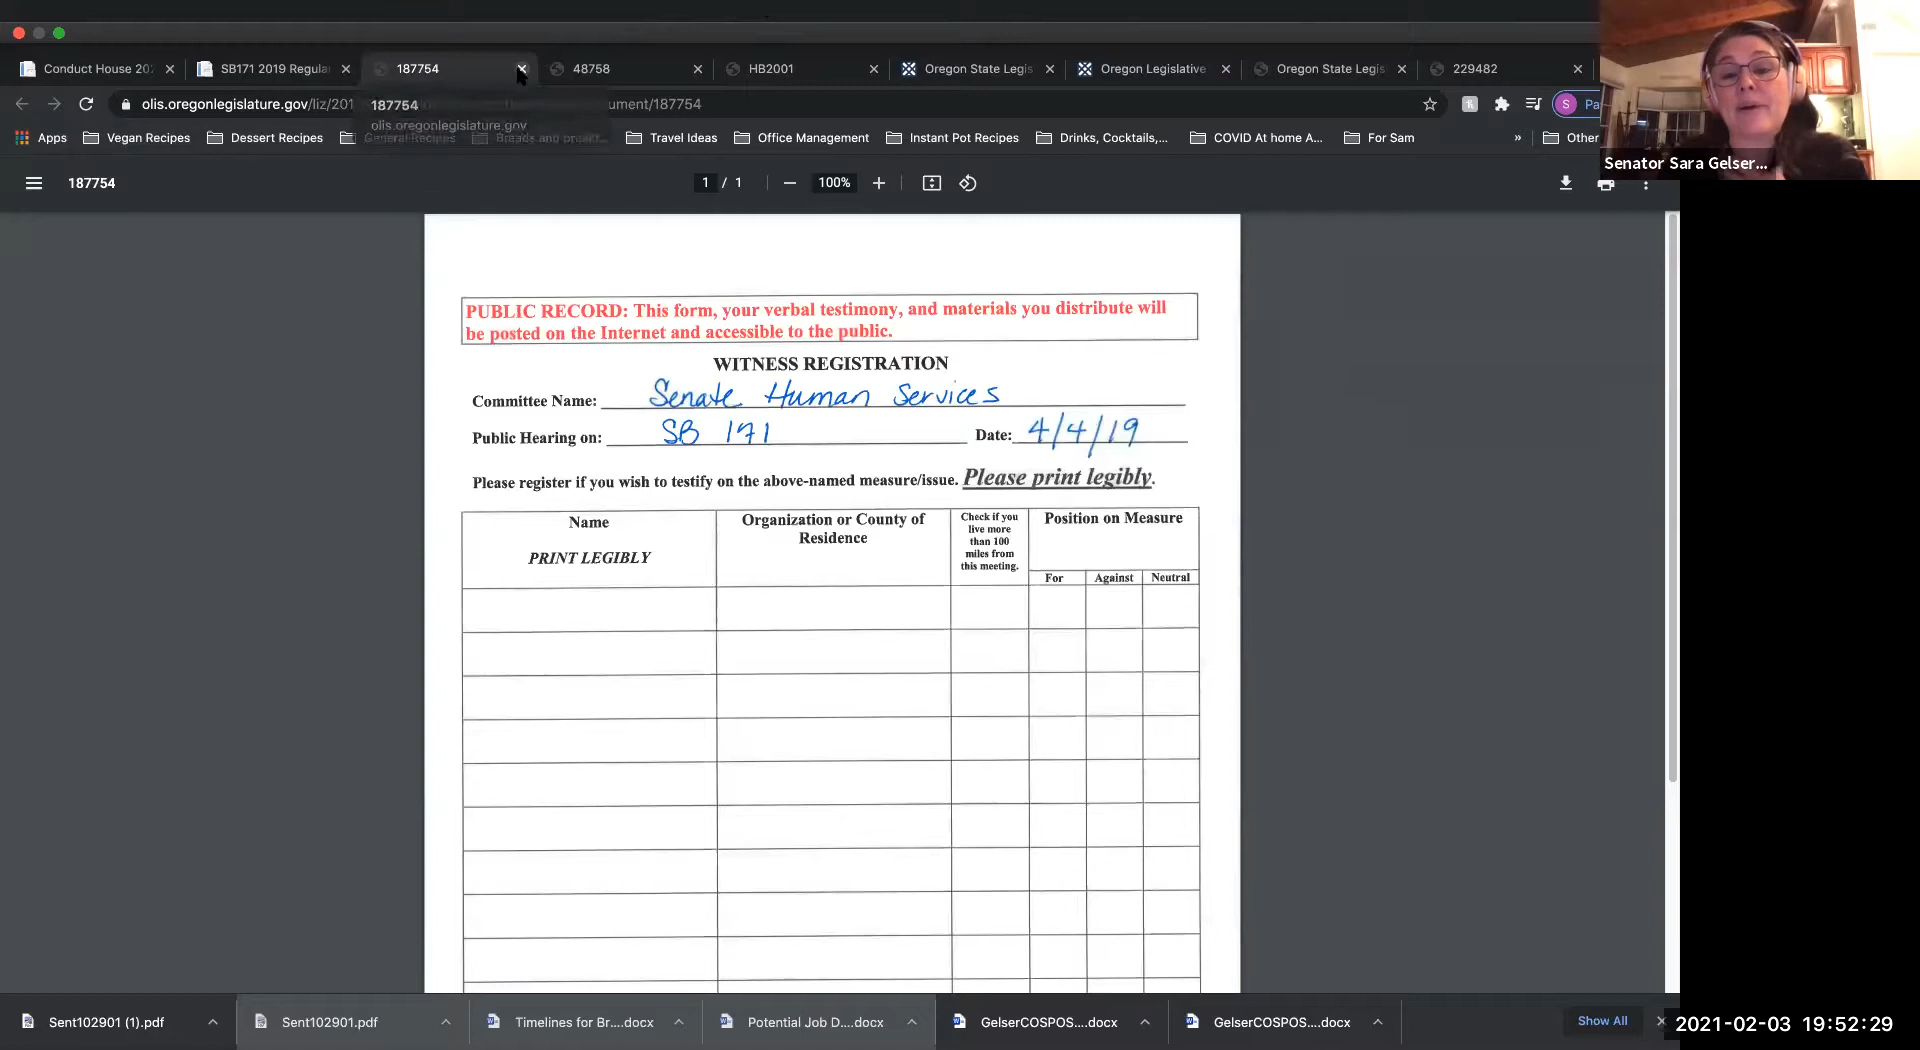 Conduct House 202
SB171 2019 Regula
187754
48758
HB2001
Oregon State Legis
Oregon Legislative
Oregon State Legis
229482
olis.oregonlegislature.gov/liz/201
ument/187754
187754
olis.oregonlegislature.gov
S
Pa
Apps
Vegan Recipes
Dessert Recipes
General Recipes
Travel Ideas
Office Management
Instant Pot Recipes
Drinks, Cocktails,...
COVID At home A...
For Sam
»
Other
Senator Sara Gelser...
187754
1 / 1
100%
PUBLIC RECORD: This form, your verbal testimony, and materials you distribute will
be posted on the Internet and accessible to the public.
WITNESS REGISTRATION
Committee Name: Senate Human Services
Public Hearing on: SB 171 Date: 4/4/19
Please register if you wish to testify on the above-named measure/issue. Please print legibly.
Name
PRINT LEGIBLY
Organization or County of
Residence
Check if you
live more
than 100
miles from
this meeting.
Position on Measure
For
Against
Neutral
Sent102901 (1).pdf
Sent102901.pdf
Timelines for Br....docx
Potential Job D....docx
GelserCOSPOS....docx
GelserCOSPOS....docx
Show All
2021-02-03 19:52:29